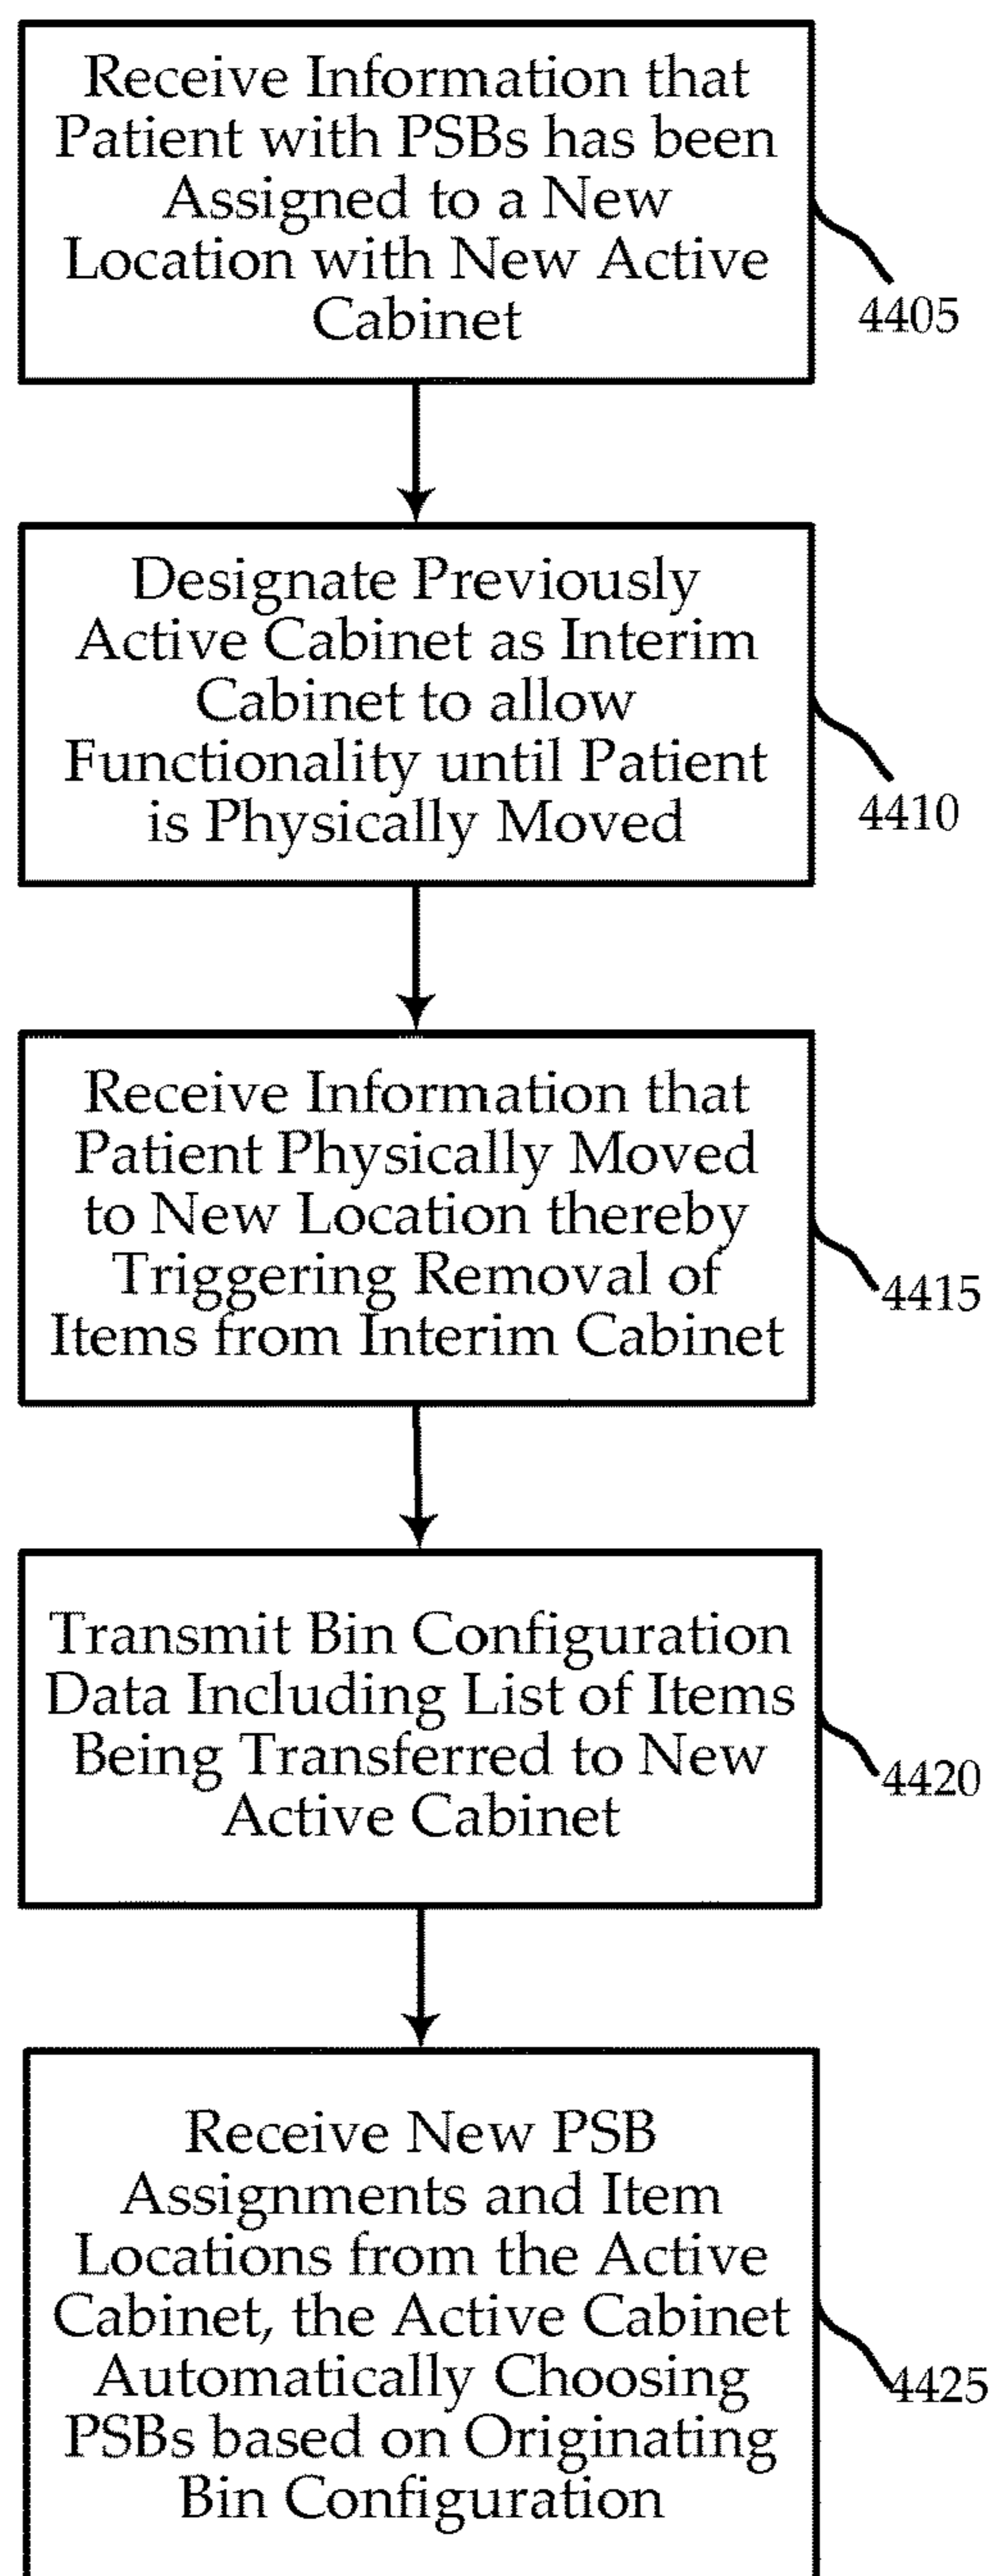 Receive Information that
Patient with PSBs has been
Assigned to a New
Location with New Active
Cabinet
4405
Designate Previously
Active Cabinet as Interim
Cabinet to allow
Functionality until Patient
is Physically Moved
4410
Receive Information that
Patient Physically Moved
to New Location thereby
Triggering Removal of
Items from Interim Cabinet
4415
Transmit Bin Configuration
Data Including List of Items
Being Transferred to New
Active Cabinet
4420
Receive New PSB
Assignments and Item
Locations from the Active
Cabinet, the Active Cabinet
Automatically Choosing
PSBs based on Originating
Bin Configuration
4425